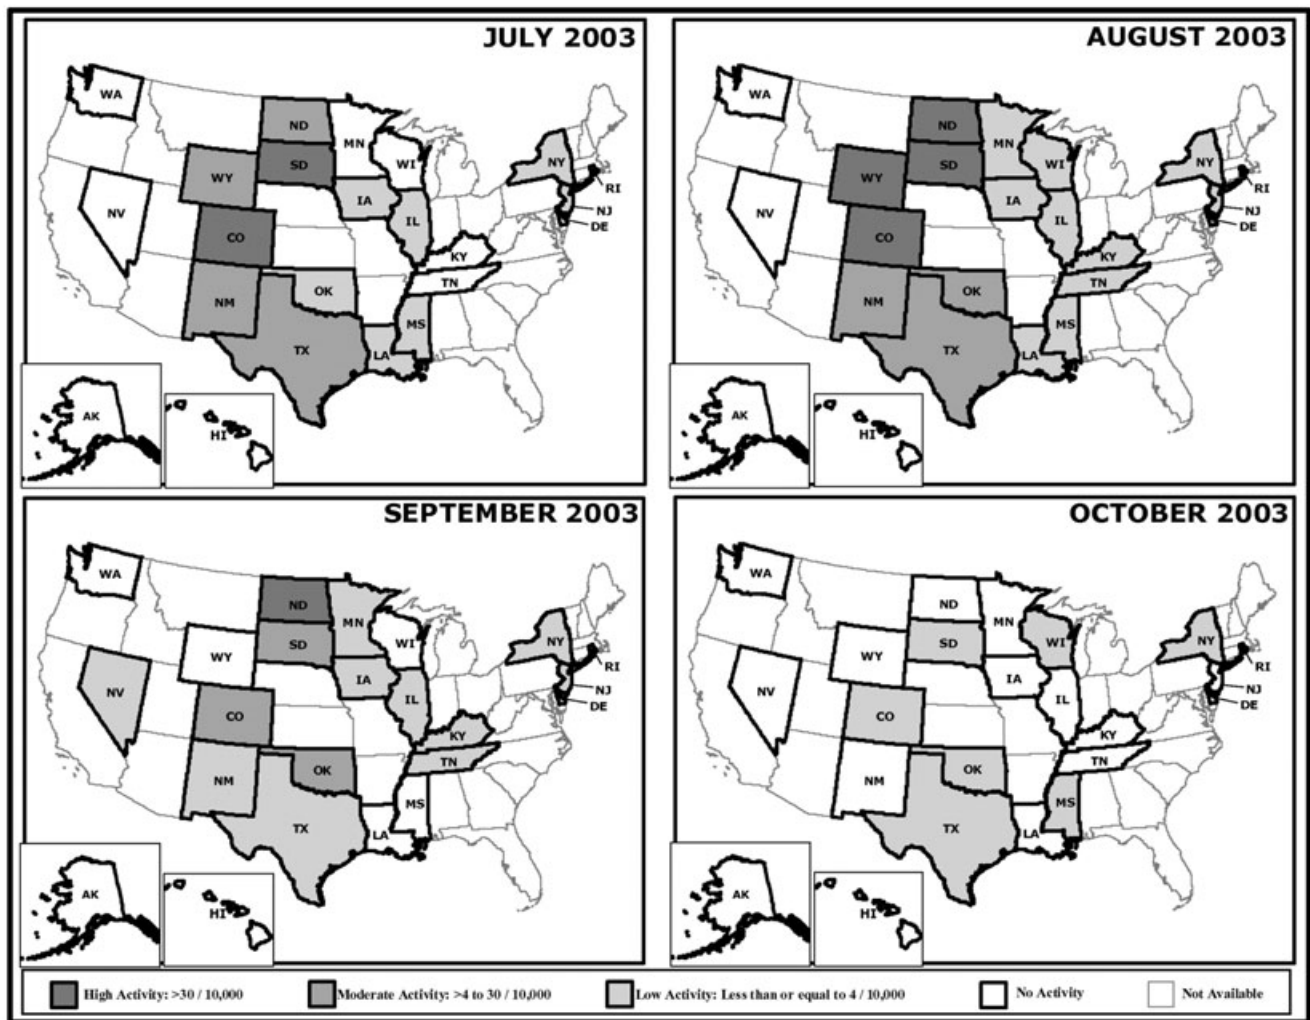 JULY 2003
WA
ND
MN
SD
WI
WY
NY
RI
IA
NV
NJ
IL
DE
CO
KY
TN
OK
NM
MS
TX
LA
AK
HI
AUGUST 2003
WA
ND
MN
SD
WI
WY
NY
RI
IA
NV
NJ
IL
DE
CO
KY
TN
OK
NM
MS
TX
LA
AK
HI
SEPTEMBER 2003
WA
ND
MN
SD
WI
WY
NY
RI
IA
NV
NJ
IL
DE
CO
KY
TN
OK
NM
MS
TX
LA
AK
HI
OCTOBER 2003
WA
ND
MN
SD
WI
WY
NY
RI
IA
NV
NJ
IL
DE
CO
KY
TN
OK
NM
MS
TX
LA
AK
HI
High Activity: >30 / 10,000
Moderate Activity: >4 to 30 / 10,000
Low Activity: Less than or equal to 4 / 10,000
No Activity
Not Available